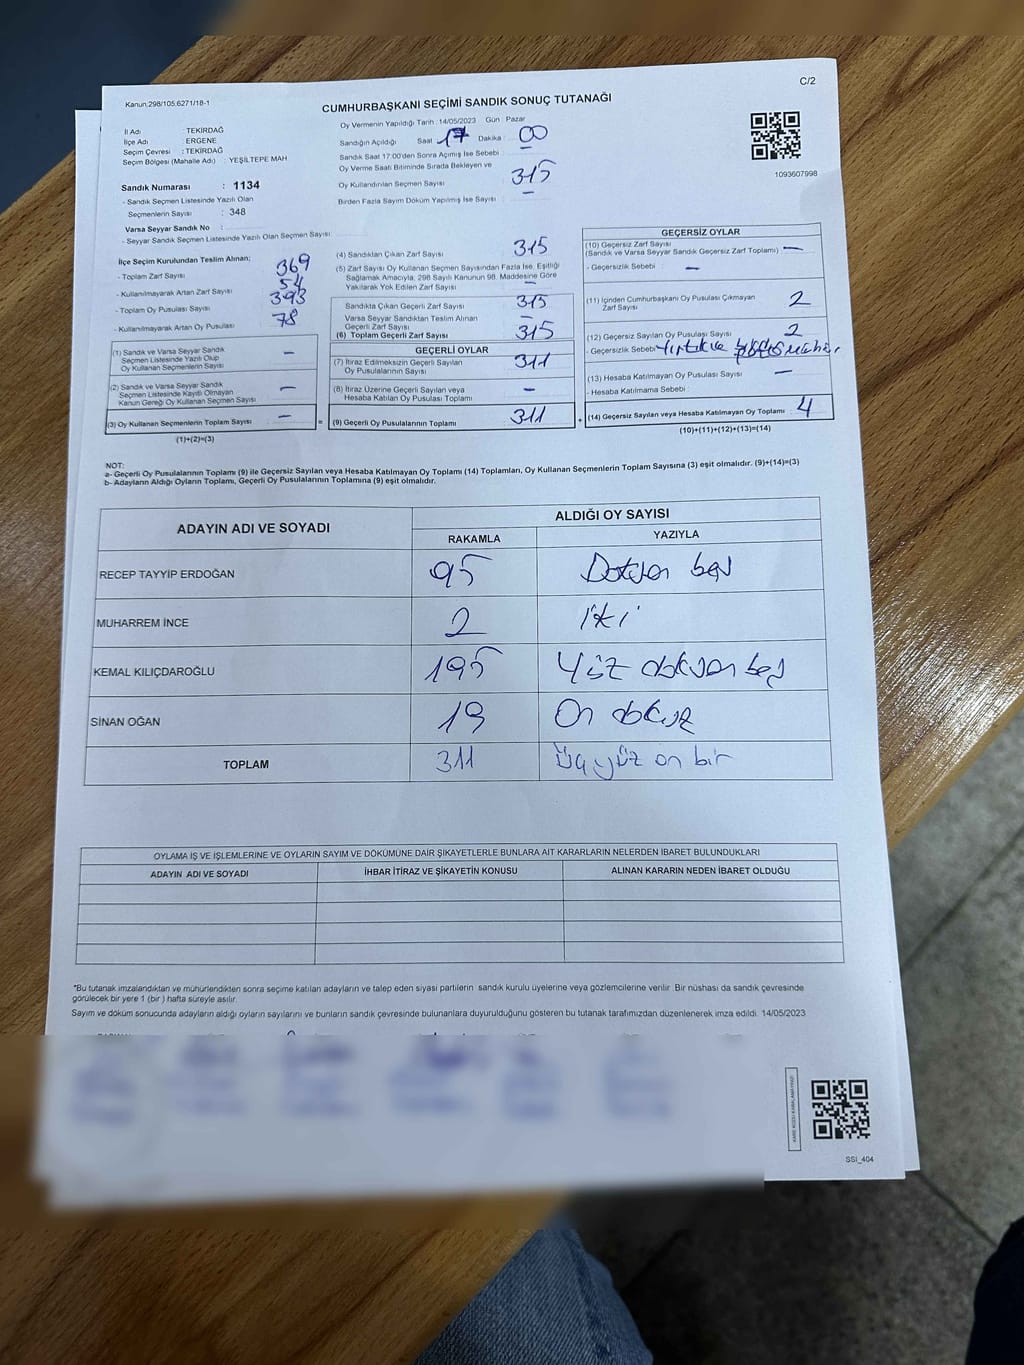 C/2
Kanun.298/105.6271/18-1
CUMHURBAŞKANI SEÇİMİ SANDIK SONUÇ TUTANAĞI
İl Adı : TEKİRDAĞ
İlçe Adı : ERGENE
Seçim Çevresi : TEKİRDAĞ
Seçim Bölgesi (Mahalle Adı) : YEŞİLTEPE MAH
Sandık Numarası : 1134
- Sandık Seçmen Listesinde Yazılı Olan
Seçmenlerin Sayısı : 348
Varsa Seyyar Sandık No :
- Seyyar Sandık Seçmen Listesinde Yazılı Olan Seçmen Sayısı:
Oy Vermenin Yapıldığı Tarih : 14/05/2023 Gün : Pazar
Sandığın Açıldığı Saat 17 Dakika : 00
Sandık Saat 17:00'den Sonra Açılmış İse Sebebi : -
Oy Verme Saati Bitiminde Sırada Bekleyen ve
Oy Kullandırılan Seçmen Sayısı 315
Birden Fazla Sayım Döküm Yapılmış İse Sayısı : -
1093607998
İlçe Seçim Kurulundan Teslim Alınan;
- Toplam Zarf Sayısı 369
- Kullanılmayarak Artan Zarf Sayısı 54
- Toplam Oy Pusulası Sayısı 393
- Kullanılmayarak Artan Oy Pusulası 78
(1) Sandık ve Varsa Seyyar Sandık
Seçmen Listesinde Yazılı Olup
Oy Kullanan Seçmenlerin Sayısı -
(2) Sandık ve Varsa Seyyar Sandık
Seçmen Listesinde Kayıtlı Olmayan
Kanun Gereği Oy Kullanan Seçmen Sayısı -
(3) Oy Kullanan Seçmenlerin Toplam Sayısı : - =
(1)+(2)=(3)
(4) Sandıktan Çıkan Zarf Sayısı 315
(5) Zarf Sayısı Oy Kullanan Seçmen Sayısından Fazla İse, Eşitliği
Sağlamak Amacıyla, 298 Sayılı Kanunun 98. Maddesine Göre
Yakılarak Yok Edilen Zarf Sayısı -
Sandıkta Çıkan Geçerli Zarf Sayısı 315
Varsa Seyyar Sandıktan Teslim Alınan
Geçerli Zarf Sayısı -
(6) Toplam Geçerli Zarf Sayısı 315
GEÇERLİ OYLAR
(7) İtiraz Edilmeksizin Geçerli Sayılan
Oy Pusulalarının Sayısı 311
(8) İtiraz Üzerine Geçerli Sayılan veya
Hesaba Katılan Oy Pusulası Toplamı -
(9) Geçerli Oy Pusulalarının Toplamı 311 +
GEÇERSİZ OYLAR
(10) Geçersiz Zarf Sayısı
(Sandık ve Varsa Seyyar Sandık Geçersiz Zarf Toplamı) -
- Geçersizlik Sebebi : -
(11) İçinden Cumhurbaşkanı Oy Pusulası Çıkmayan
Zarf Sayısı 2
(12) Geçersiz Sayılan Oy Pusulası Sayısı 2
- Geçersizlik Sebebi
(13) Hesaba Katılmayan Oy Pusulası Sayısı -
- Hesaba Katılmama Sebebi :
(14) Geçersiz Sayılan veya Hesaba Katılmayan Oy Toplamı : 4
(10)+(11)+(12)+(13)=(14)
NOT:
a- Geçerli Oy Pusulalarının Toplamı (9) ile Geçersiz Sayılan veya Hesaba Katılmayan Oy Toplamı (14) Toplamları, Oy Kullanan Seçmenlerin Toplam Sayısına (3) eşit olmalıdır. (9)+(14)=(3)
b- Adayların Aldığı Oyların Toplamı, Geçerli Oy Pusulalarının Toplamına (9) eşit olmalıdır.
ADAYIN ADI VE SOYADI
ALDIĞI OY SAYISI
RAKAMLA YAZIYLA
RECEP TAYYİP ERDOĞAN 95 Doksan beş
MUHARREM İNCE 2 iki
KEMAL KILIÇDAROĞLU 195 Yüz doksan beş
SİNAN OĞAN 19 On dokuz
TOPLAM 311 Üç yüz on bir
OYLAMA İŞ VE İŞLEMLERİNE VE OYLARIN SAYIM VE DÖKÜMÜNE DAİR ŞİKAYETLERLE BUNLARA AİT KARARLARIN NELERDEN İBARET BULUNDUKLARI
ADAYIN ADI VE SOYADI İHBAR İTİRAZ VE ŞİKAYETİN KONUSU ALINAN KARARIN NEDEN İBARET OLDUĞU
*Bu tutanak imzalandıktan ve mühürlendikten sonra seçime katılan adayların ve talep eden siyasi partilerin sandık kurulu üyelerine veya gözlemcilerine verilir. Bir nüshası da sandık çevresinde
görülecek bir yere 1 (bir) hafta süreyle asılır.
Sayım ve döküm sonucunda adayların aldığı oyların sayılarını ve bunların sandık çevresinde bulunanlara duyurulduğunu gösteren bu tutanak tarafımızdan düzenlenerek imza edildi. 14/05/2023
SSI_404